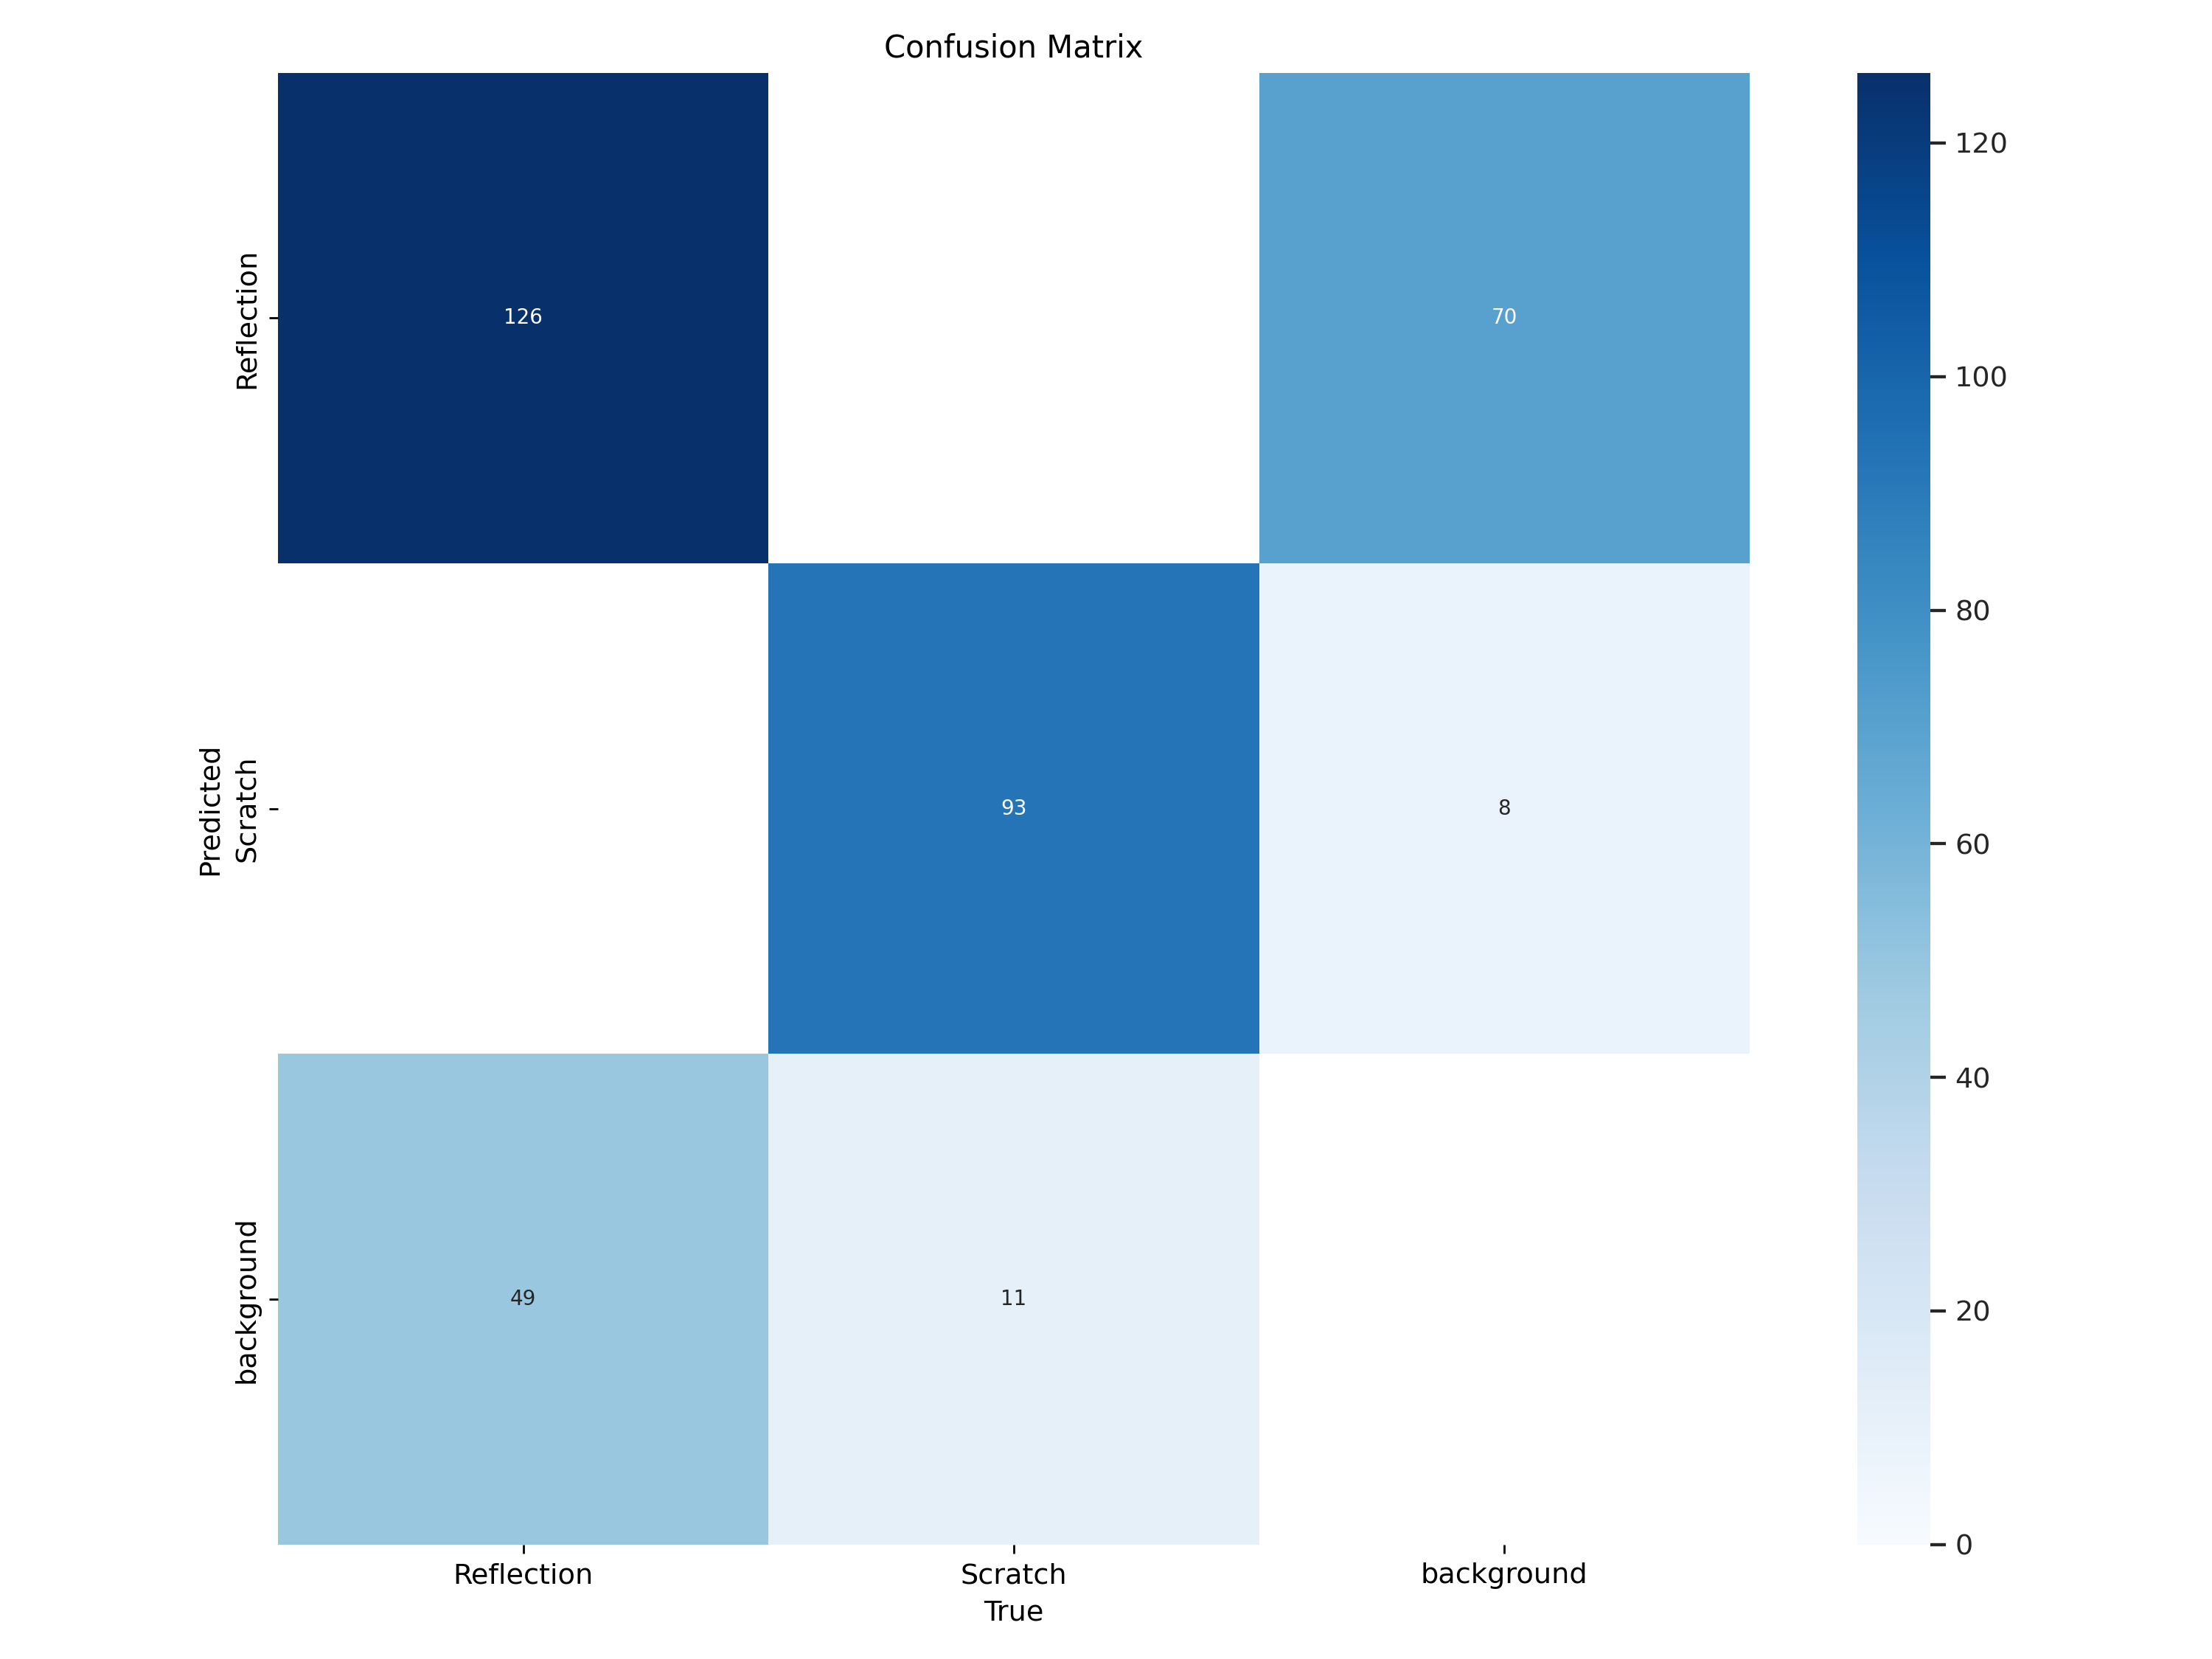 Confusion Matrix
Reflection
126
70
120
100
80
60
40
20
0
Predicted
Scratch
93
8
background
49
11
Reflection
Scratch
background
True